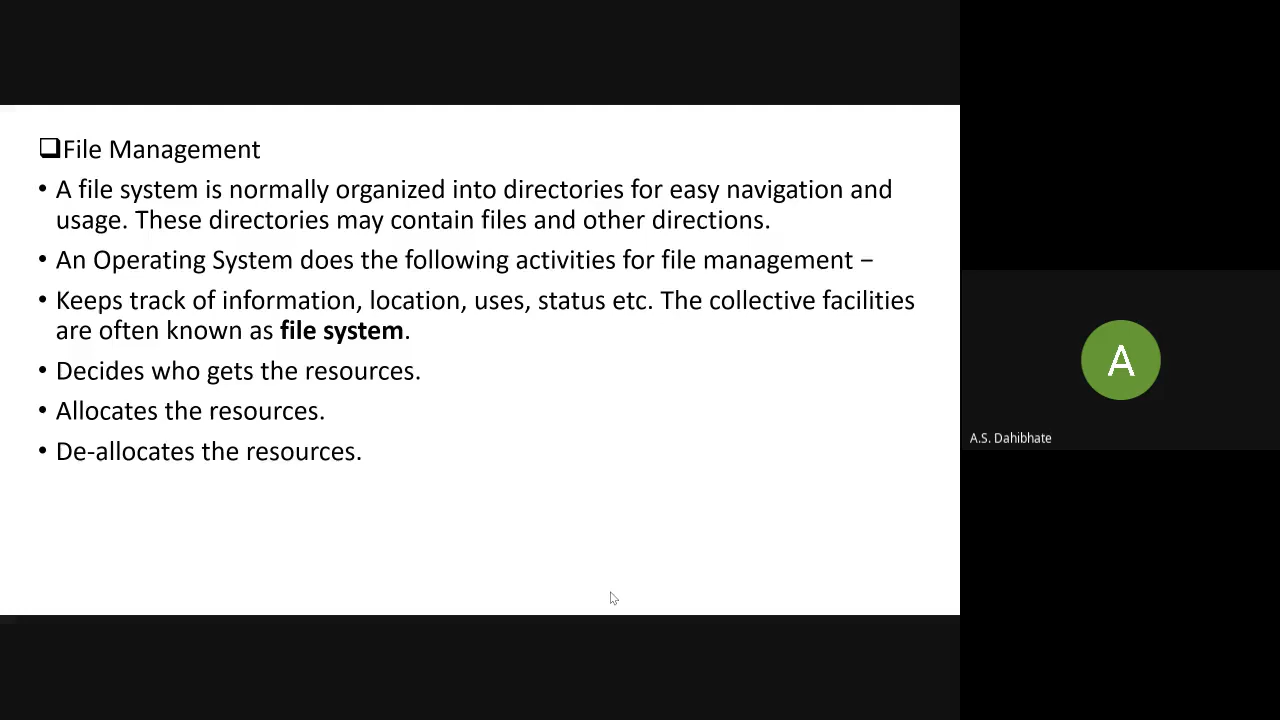 ❑File Management
• A file system is normally organized into directories for easy navigation and
usage. These directories may contain files and other directions.
• An Operating System does the following activities for file management −
• Keeps track of information, location, uses, status etc. The collective facilities
are often known as file system.
• Decides who gets the resources.
• Allocates the resources.
• De-allocates the resources.
A
A.S. Dahibhate